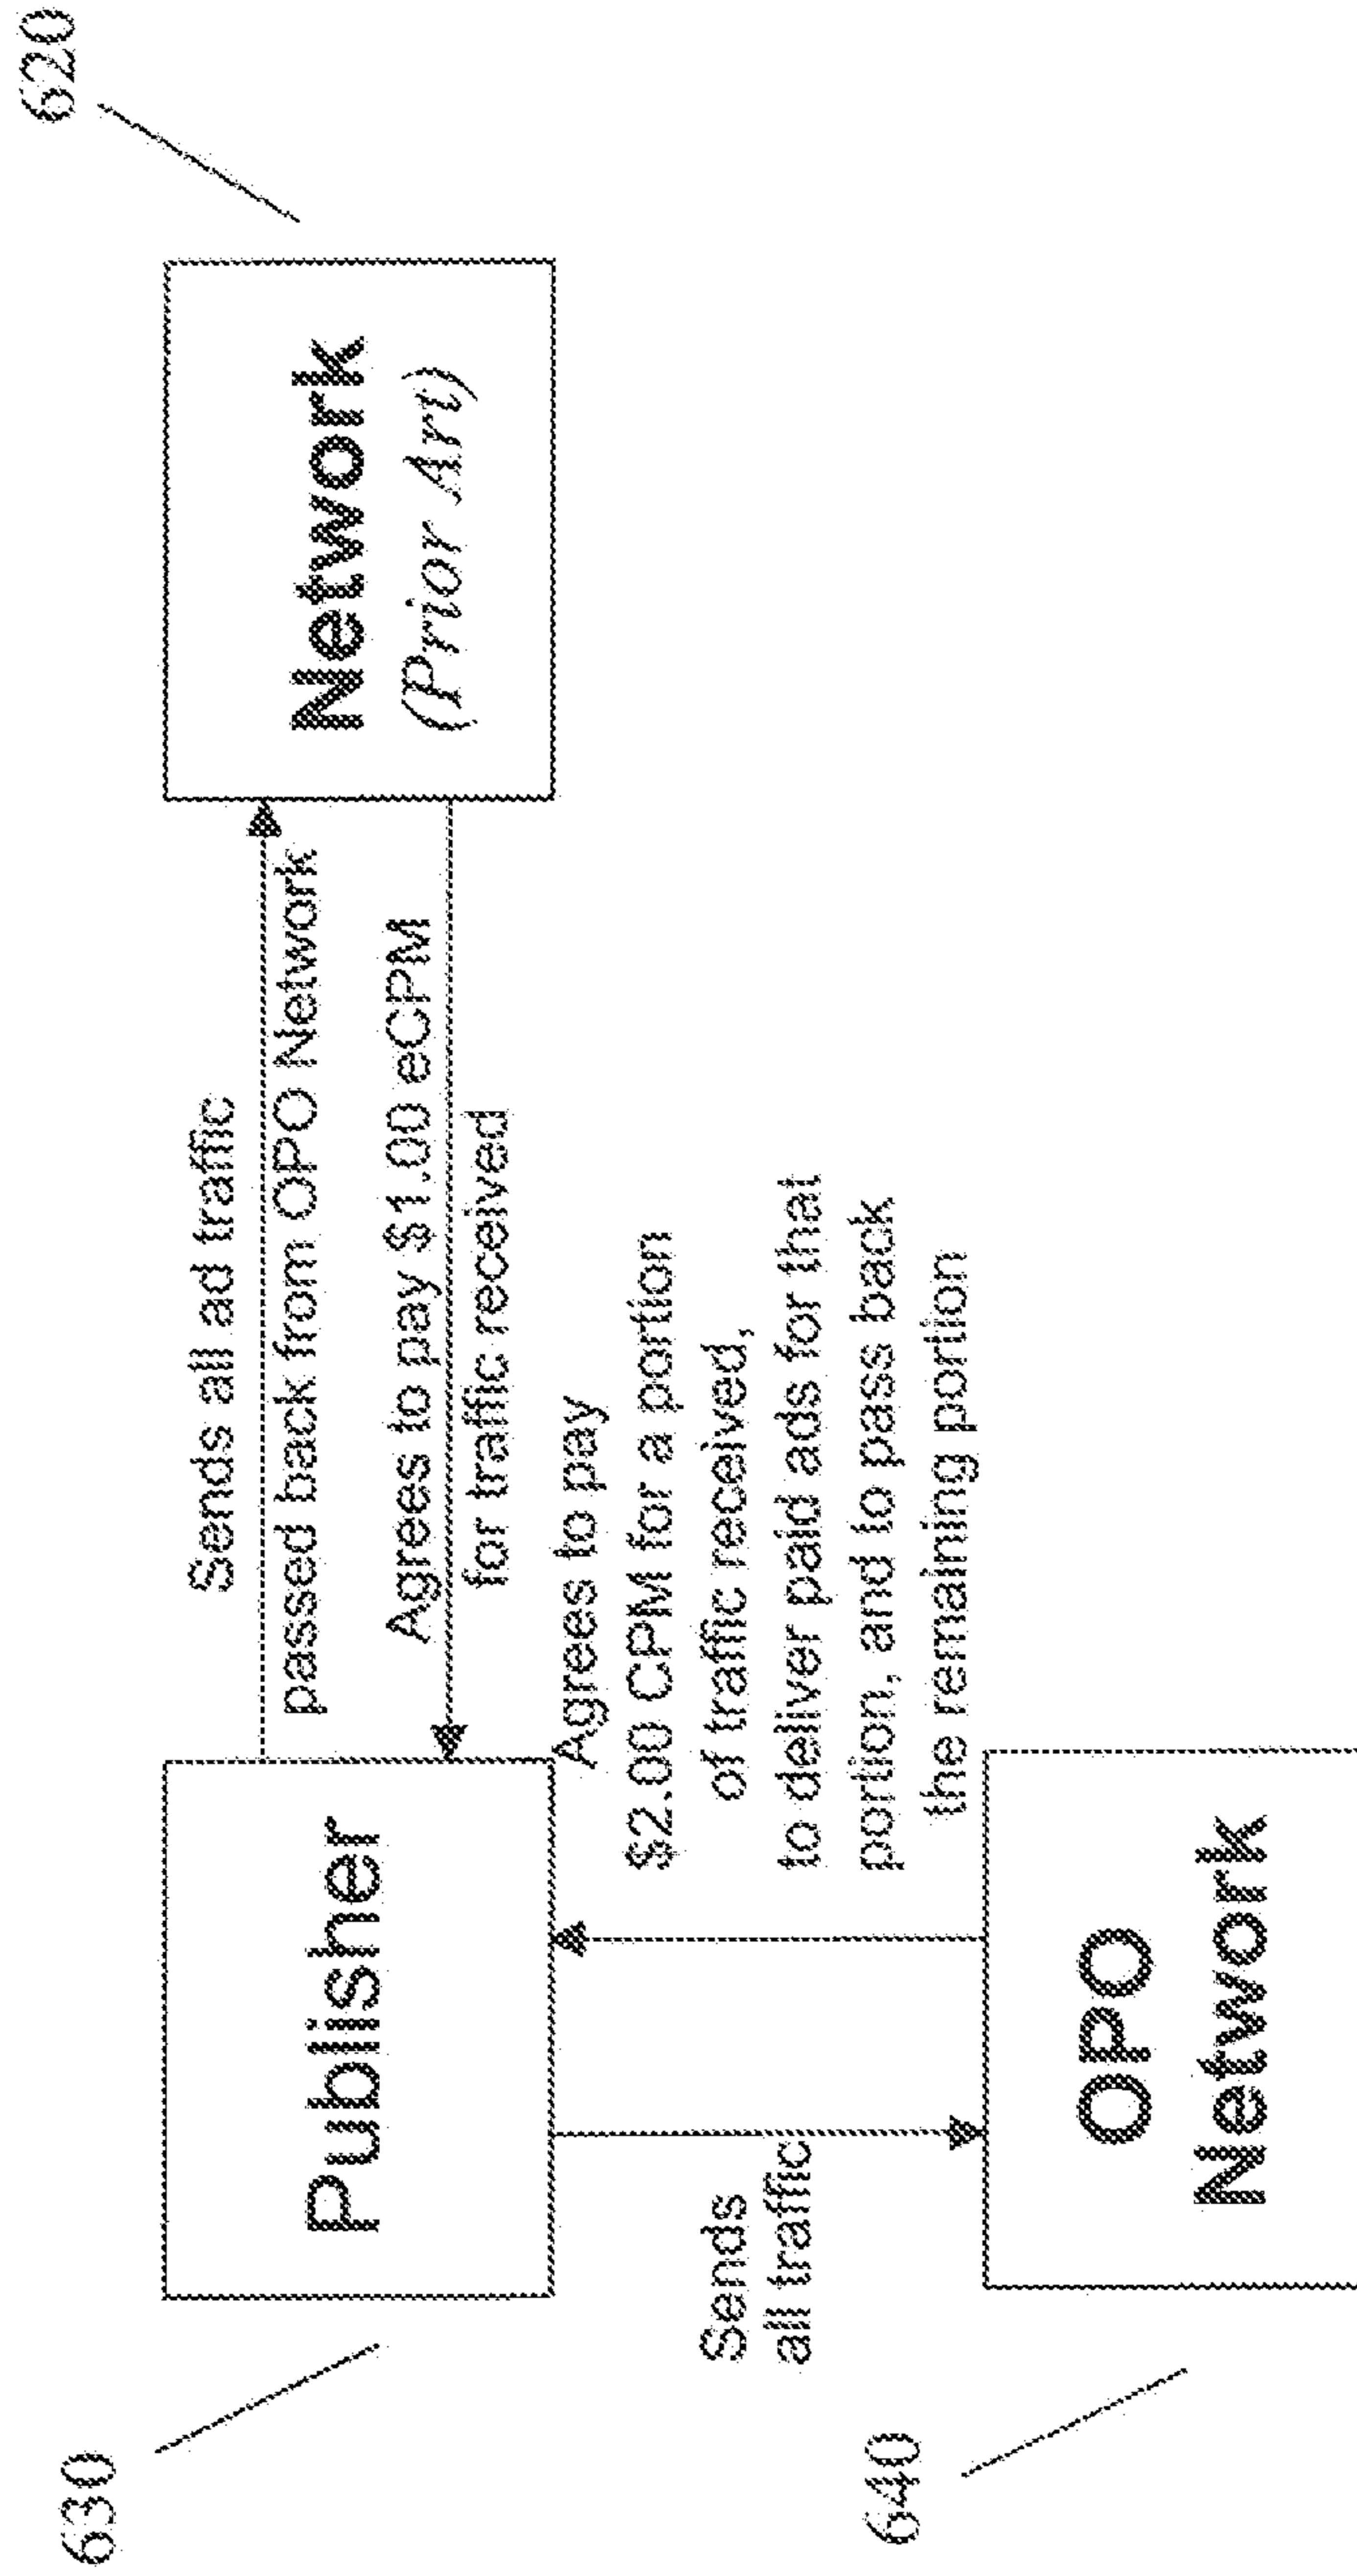 620
Network
(Prior Art)
Sends all ad traffic
passed back from OPO Network
Agrees to pay $1.00 eCPM
for traffic received
630
Publisher
Agrees to pay
$2.00 CPM for a portion
of traffic received,
to deliver paid ads for that
portion, and to pass back
the remaining portion
Sends
all traffic
640
OPO
Network